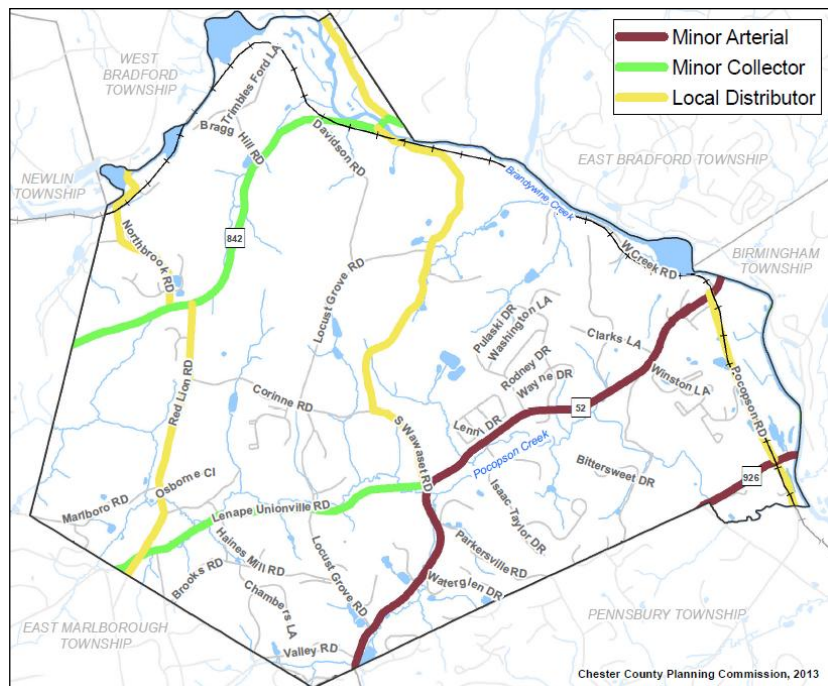 Minor Arterial
Minor Collector
Local Distributor
WEST
BRADFORD
TOWNSHIP
Trimbles Ford LA
Bragg Hill RD
Davidson RD
EAST BRADFORD TOWNSHIP
NEWLIN
TOWNSHIP
Brandywine Creek
Northbrook RD
842
W Creek RD
BIRMINGHAM
TOWNSHIP
Locust Grove RD
Pulaski DR
Washington LA
Clarks LA
Red Lion RD
Rodney DR
Wayne DR
Winston LA
Pocopson RD
Corinne RD
52
Lenni DR
S Wawaset RD
Pocopson Creek
Bittersweet DR
926
Osborne CI
Marlboro RD
Lenape Unionville RD
Isaac-Taylor DR
Haines Mill RD
Brooks RD
Locust Grove RD
Parkersville RD
Waterglen DR
Chambers LA
EAST MARLBOROUGH
TOWNSHIP
PENNSBURY TOWNSHIP
Valley RD
Chester County Planning Commission, 2013